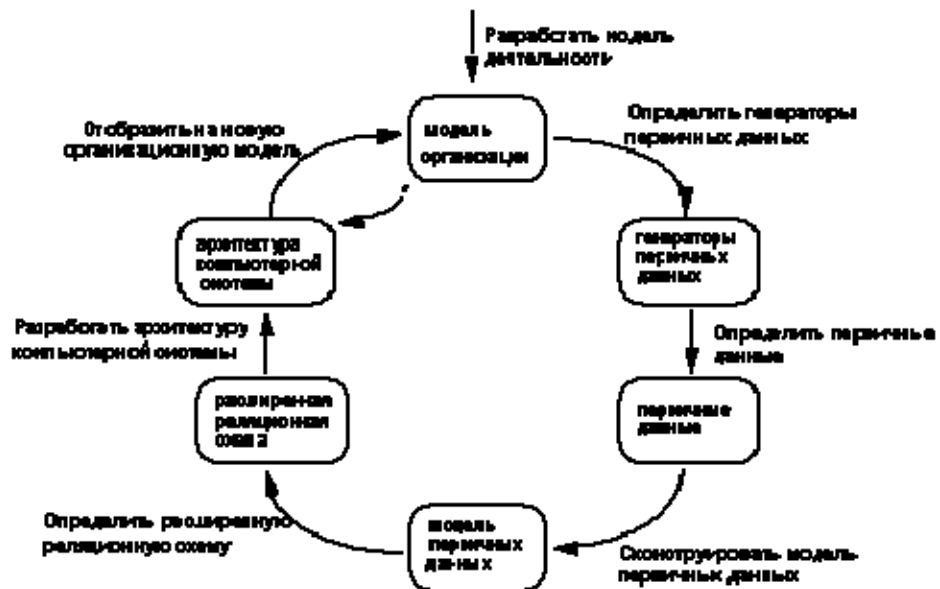 Разработать модель
деятельности
Отобразить на новую
организационную модель
модель
организации
Определить генераторы
первичных данных
архитектура
компьютерной
системы
генераторы
первичных
данных
Разработать архитектуру
компьютерной системы
Определить первичные
данные
расширенная
реляционная
схема
первичные
данные
Определить расширенную
реляционную схему
модель
первичных
данных
Сконструировать модель
первичных данных